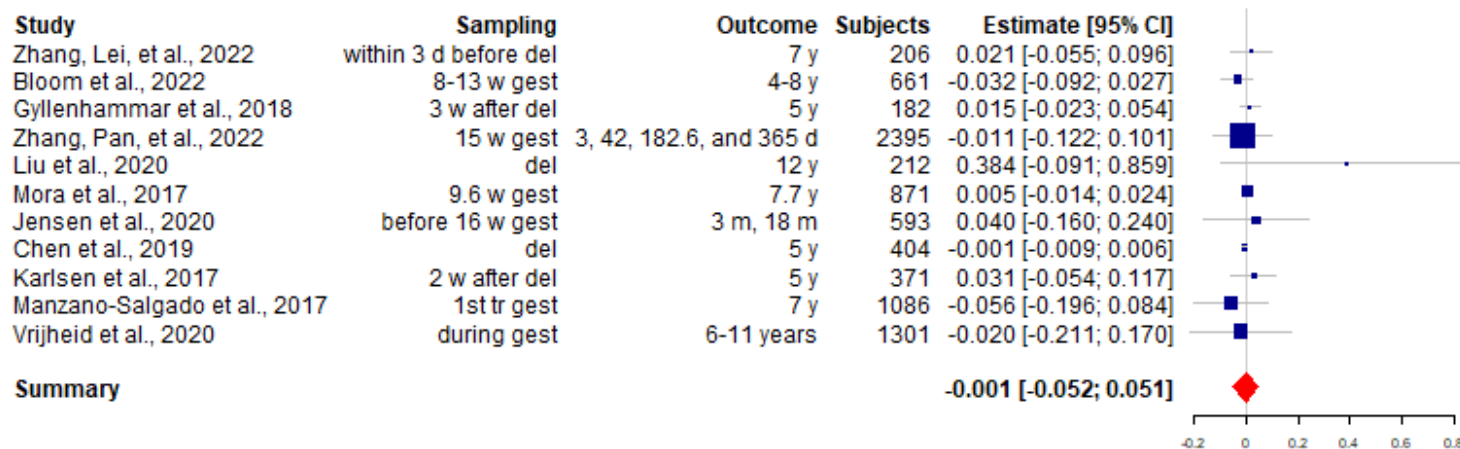 Study Sampling Outcome Subjects Estimate [95% CI]
Zhang, Lei, et al., 2022 within 3 d before del 7 y 206 0.021 [-0.055; 0.096]
Bloom et al., 2022 8-13 w gest 4-8 y 661 -0.032 [-0.092; 0.027]
Gyllenhammar et al., 2018 3 w after del 5 y 182 0.015 [-0.023; 0.054]
Zhang, Pan, et al., 2022 15 w gest 3, 42, 182.6, and 365 d 2395 -0.011 [-0.122; 0.101]
Liu et al., 2020 del 12 y 212 0.384 [-0.091; 0.859]
Mora et al., 2017 9.6 w gest 7.7 y 871 0.005 [-0.014; 0.024]
Jensen et al., 2020 before 16 w gest 3 m, 18 m 593 0.040 [-0.160; 0.240]
Chen et al., 2019 del 5 y 404 -0.001 [-0.009; 0.006]
Karlsen et al., 2017 2 w after del 5 y 371 0.031 [-0.054; 0.117]
Manzano-Salgado et al., 2017 1st tr gest 7 y 1086 -0.056 [-0.196; 0.084]
Vrijheid et al., 2020 during gest 6-11 years 1301 -0.020 [-0.211; 0.170]
Summary -0.001 [-0.052; 0.051]
-0.2 0 0.2 0.4 0.6 0.8